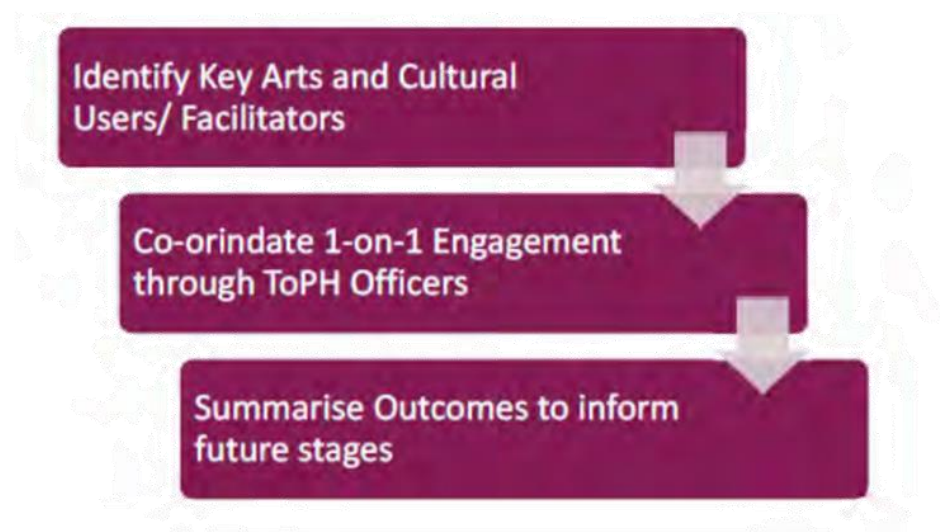 Identify Key Arts and Cultural
Users/ Facilitators
Co-orindate 1-on-1 Engagement
through ToPH Officers
Summarise Outcomes to inform
future stages